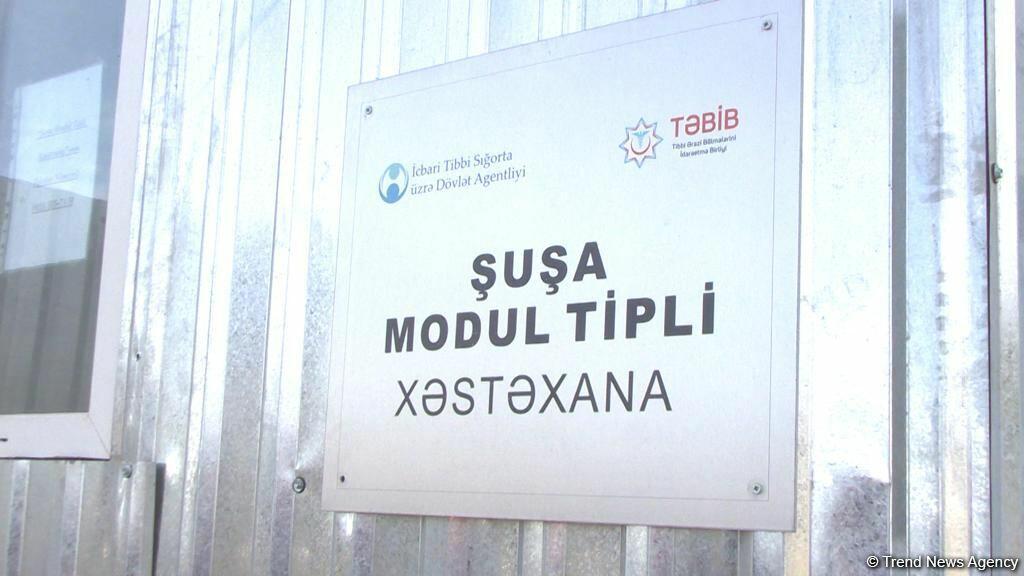 İcbari Tibbi Sığorta
üzrə Dövlət Agentliyi
TƏBİB
Tibbi Ərazi Bölmələrini
İdarəetmə Birliyi
ŞUŞA
MODUL TİPLİ
XƏSTƏXANA
© Trend News Agency